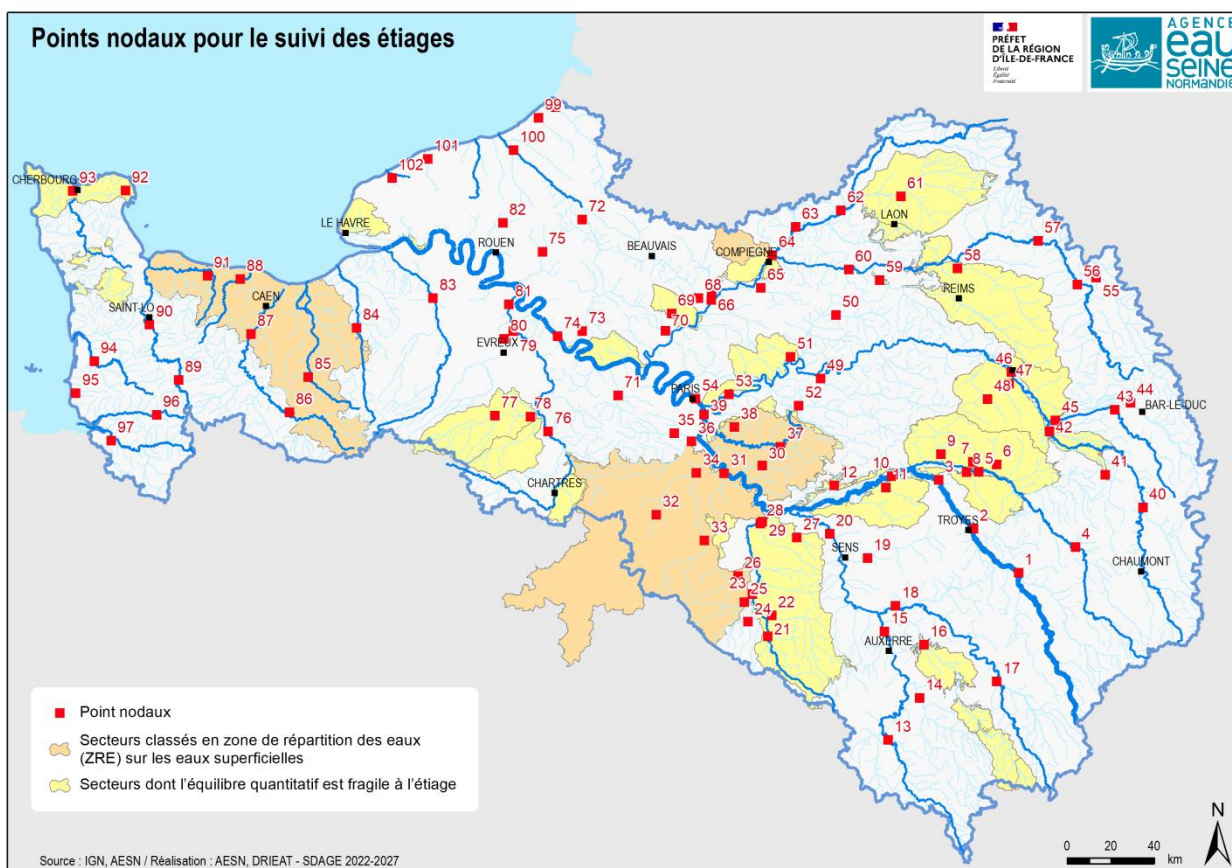 Points nodaux pour le suivi des étiages
PRÉFET
DE LA RÉGION
D'ÎLE-DE-FRANCE
Liberté
Égalité
Fraternité
AGENCE
eau
SEINE
NORMANDIE
99
100
101
102
CHERBOURG
93
92
LE HAVRE
82
72
ROUEN
75
BEAUVAIS
COMPIEGNE
64
63
62
61
LAON
57
91
88
CAEN
SAINT-LO
90
87
84
83
81
80
79
EVREUX
74
73
68
69
66
70
65
60
59
58
REIMS
56
55
50
51
49
94
95
89
96
97
86
85
77
78
76
71
PARIS
54
53
39
52
46
47
48
44
43
BAR-LE-DUC
45
42
35
36
38
37
9
7
8
5
6
41
CHARTRES
34
31
30
12
10
11
3
40
32
33
28
29
27
20
SENS
19
TROYES
2
4
CHAUMONT
1
26
23
25
24
22
21
18
15
AUXERRE
16
17
14
13
Point nodaux
Secteurs classés en zone de répartition des eaux
(ZRE) sur les eaux superficielles
Secteurs dont l'équilibre quantitatif est fragile à l'étiage
N
0 20 40
km
Source : IGN, AESN / Réalisation : AESN, DRIEAT - SDAGE 2022-2027